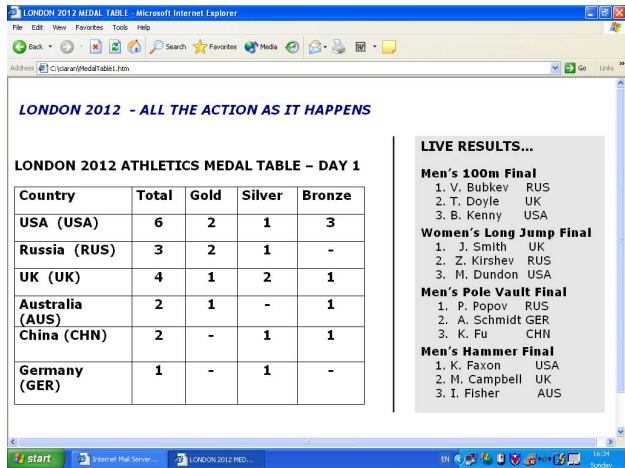 LONDON 2012 MEDAL TABLE - Microsoft Internet Explorer
File Edit View Favorites Tools Help
Back Search Favorites Media
Address C:\ciaran\MedalTable1.htm Go Links
LONDON 2012 - ALL THE ACTION AS IT HAPPENS
LONDON 2012 ATHLETICS MEDAL TABLE – DAY 1
Country Total Gold Silver Bronze
USA (USA) 6 2 1 3
Russia (RUS) 3 2 1 -
UK (UK) 4 1 2 1
Australia
(AUS) 2 1 - 1
China (CHN) 2 - 1 1
Germany
(GER) 1 - 1 -
LIVE RESULTS...
Men's 100m Final
1. V. Bubkev RUS
2. T. Doyle UK
3. B. Kenny USA
Women's Long Jump Final
1. J. Smith UK
2. Z. Kirshev RUS
3. M. Dundon USA
Men's Pole Vault Final
1. P. Popov RUS
2. A. Schmidt GER
3. K. Fu CHN
Men's Hammer Final
1. K. Faxon USA
2. M. Campbell UK
3. I. Fisher AUS
start Internet Mail Server... LONDON 2012 MED... EN 16:34
Sunday